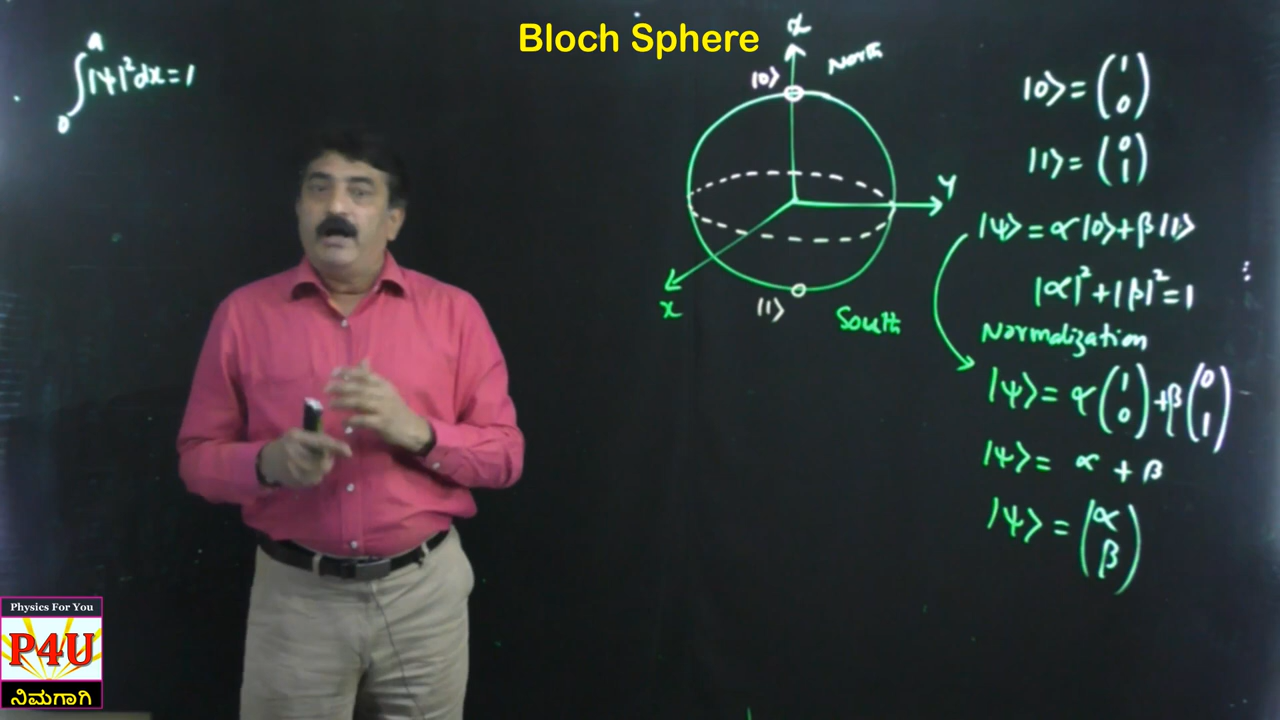 Bloch Sphere
∫₀ᵃ |ψ|² dx = 1
z
North
|0⟩
y
x
|1⟩
South
|0⟩ = (1 0)
|1⟩ = (0 1)
|ψ⟩ = α|0⟩ + β|1⟩
|α|² + |β|² = 1
Normalization
|ψ⟩ = α(1 0) + β(0 1)
|ψ⟩ = α + β
|ψ⟩ = (α β)
Physics For You
P4U
ನಿಮಗಾಗಿ